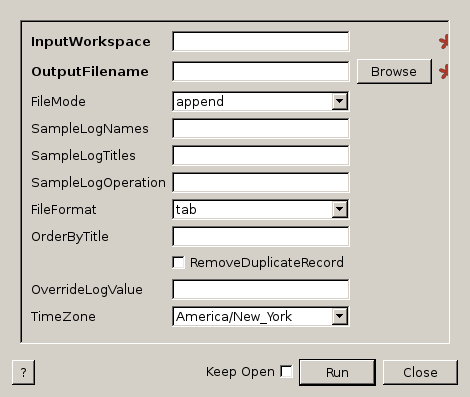 InputWorkspace
OutputFilename Browse
FileMode append
SampleLogNames
SampleLogTitles
SampleLogOperation
FileFormat tab
OrderByTitle
RemoveDuplicateRecord
OverrideLogValue
TimeZone America/New_York
? Keep Open Run Close